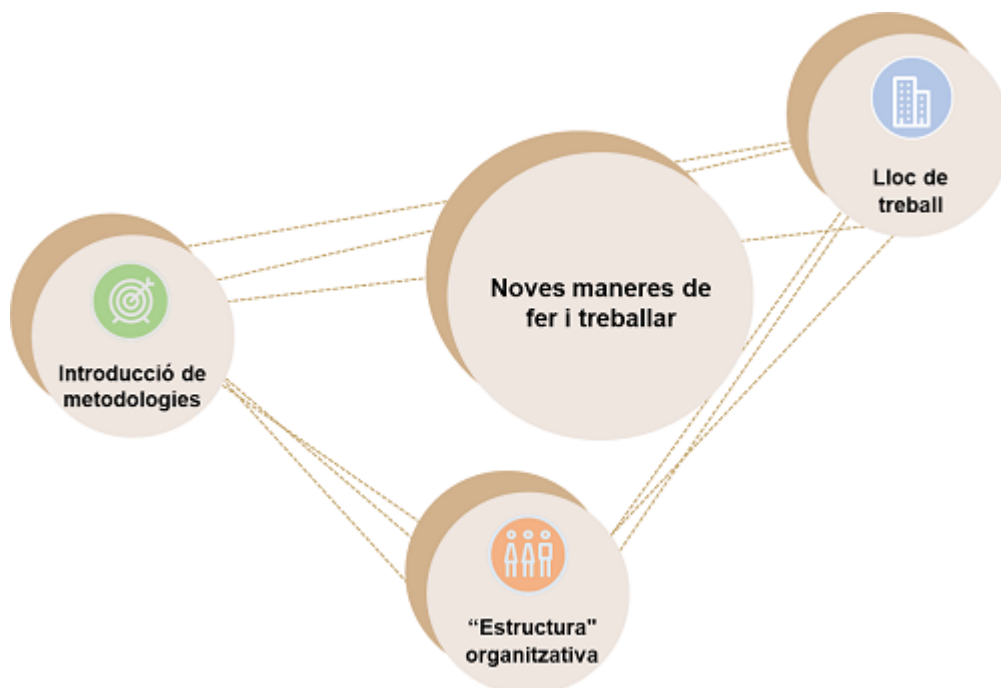 Lloc de
treball
Noves maneres de
fer i treballar
Introducció de
metodologies
“Estructura"
organitzativa